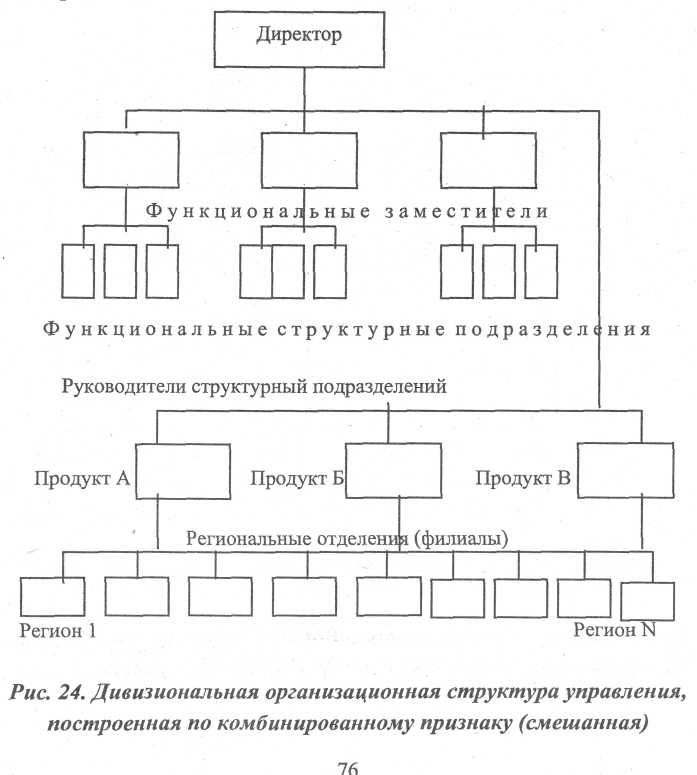 Директор
Функциональные заместители
Функциональные структурные подразделения
Руководители структурный подразделений
Продукт А
Продукт Б
Продукт В
Региональные отделения (филиалы)
Регион 1
Регион N
Рис. 24. Дивизиональная организационная структура управления,
построенная по комбинированному признаку (смешанная)
76